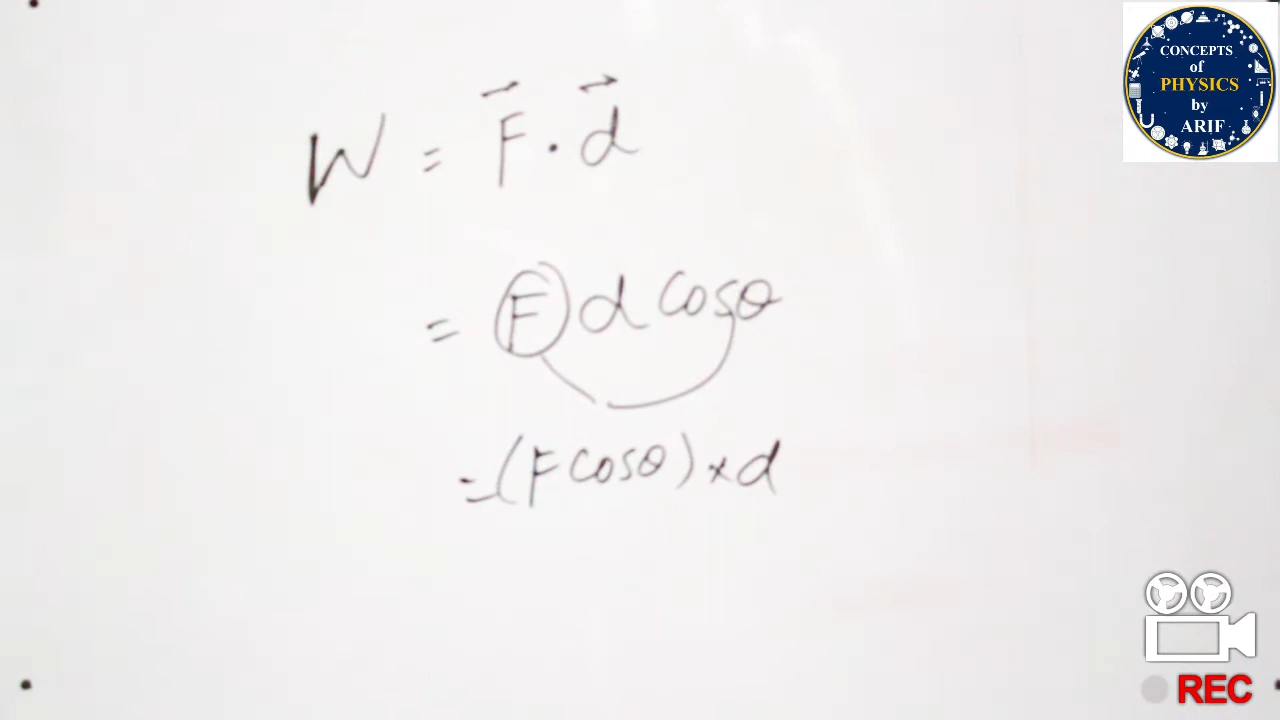 W = F⃗ · d⃗
= F d cosθ
= (F cosθ) × d
CONCEPTS
of
PHYSICS
by
ARIF
REC